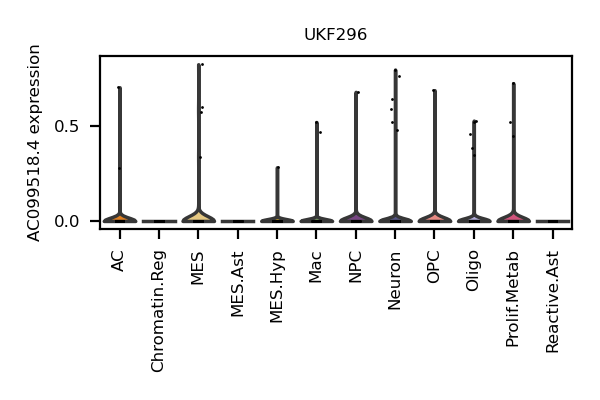 UKF296
AC099518.4 expression
0.5
0.0
AC
Chromatin.Reg
MES
MES.Ast
MES.Hyp
Mac
NPC
Neuron
OPC
Oligo
Prolif.Metab
Reactive.Ast